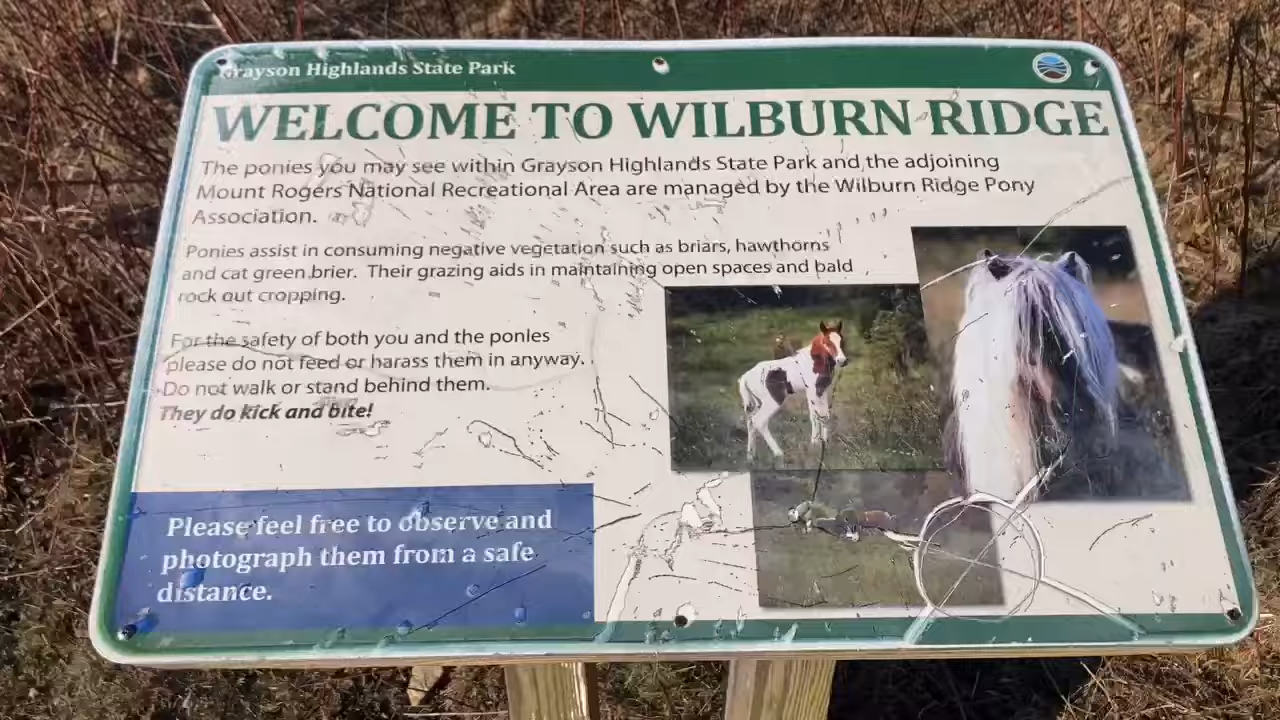 Grayson Highlands State Park
WELCOME TO WILBURN RIDGE
The ponies you may see within Grayson Highlands State Park and the adjoining
Mount Rogers National Recreational Area are managed by the Wilburn Ridge Pony
Association.
Ponies assist in consuming negative vegetation such as briars, hawthorns
and cat green brier. Their grazing aids in maintaining open spaces and bald
rock out cropping.
For the safety of both you and the ponies
please do not feed or harass them in anyway.
Do not walk or stand behind them.
They do kick and bite!
Please feel free to observe and
photograph them from a safe
distance.